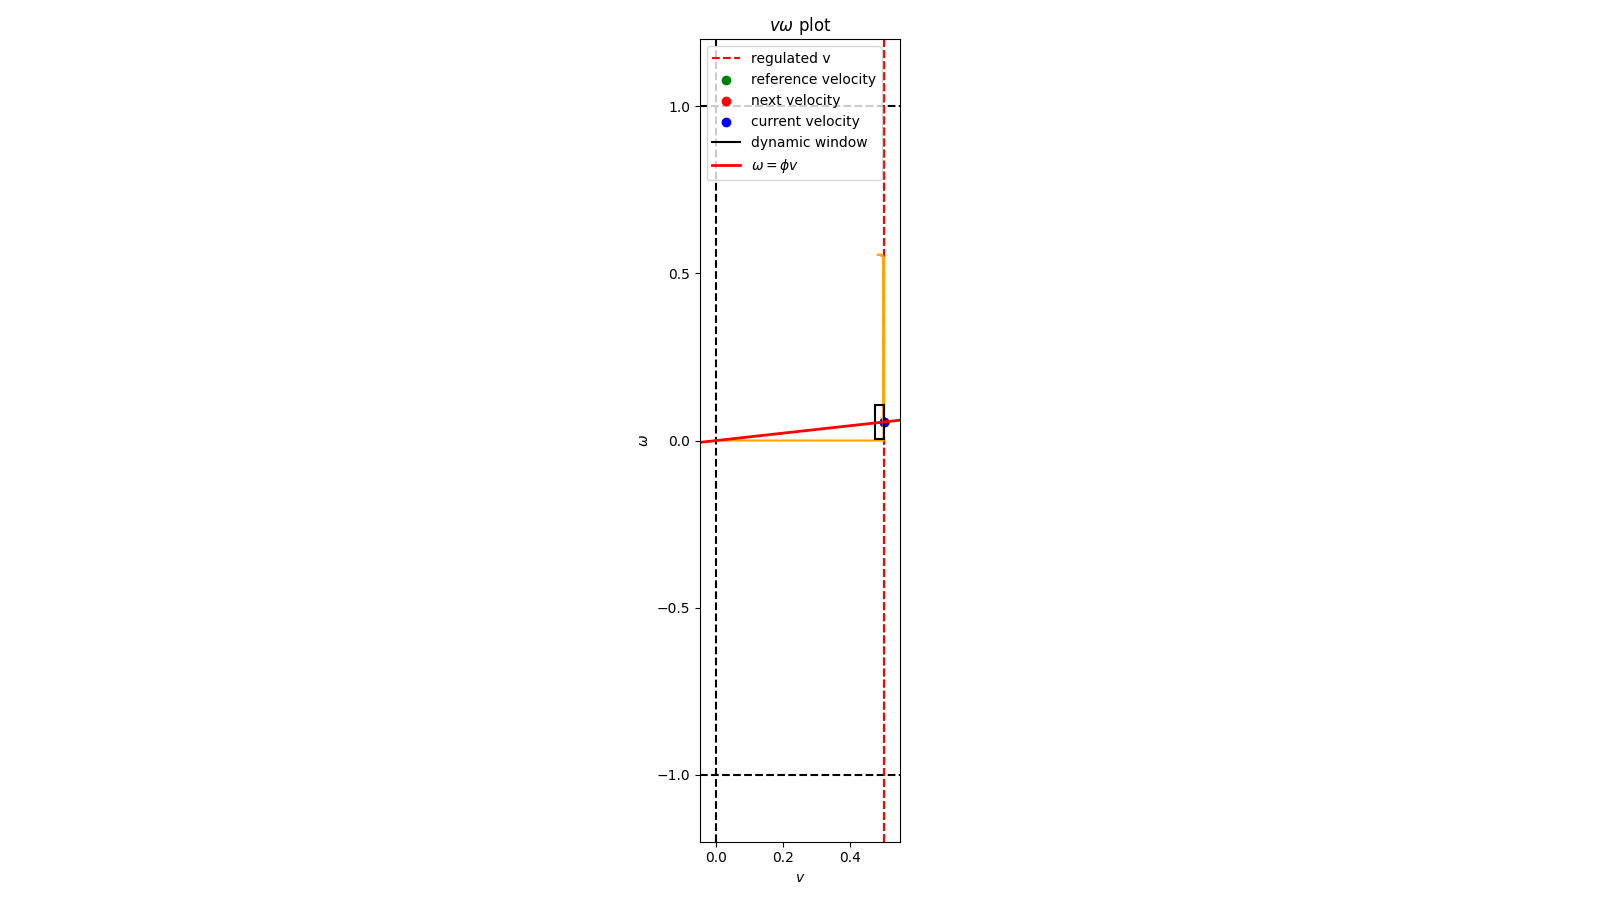 vω plot
regulated v
reference velocity
next velocity
current velocity
dynamic window
ω = ϕv
1.0
0.5
0.0
−0.5
−1.0
ω
0.0 0.2 0.4
v